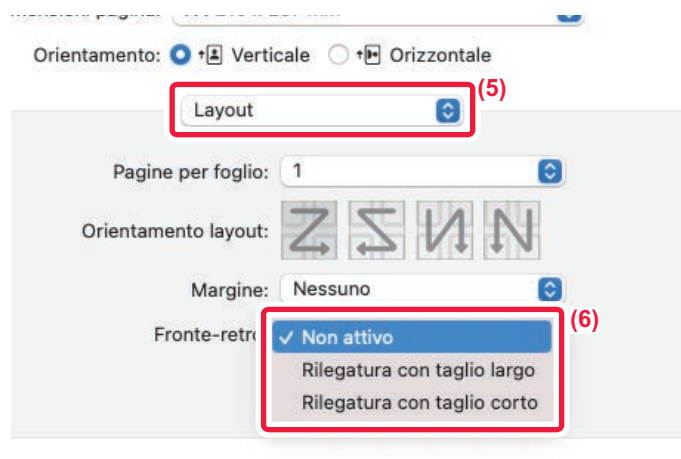 Orientamento: Verticale Orizzontale
(5)
Layout
Pagine per foglio: 1
Orientamento layout:
Margine: Nessuno
(6)
Fronte-retro
✓ Non attivo
Rilegatura con taglio largo
Rilegatura con taglio corto